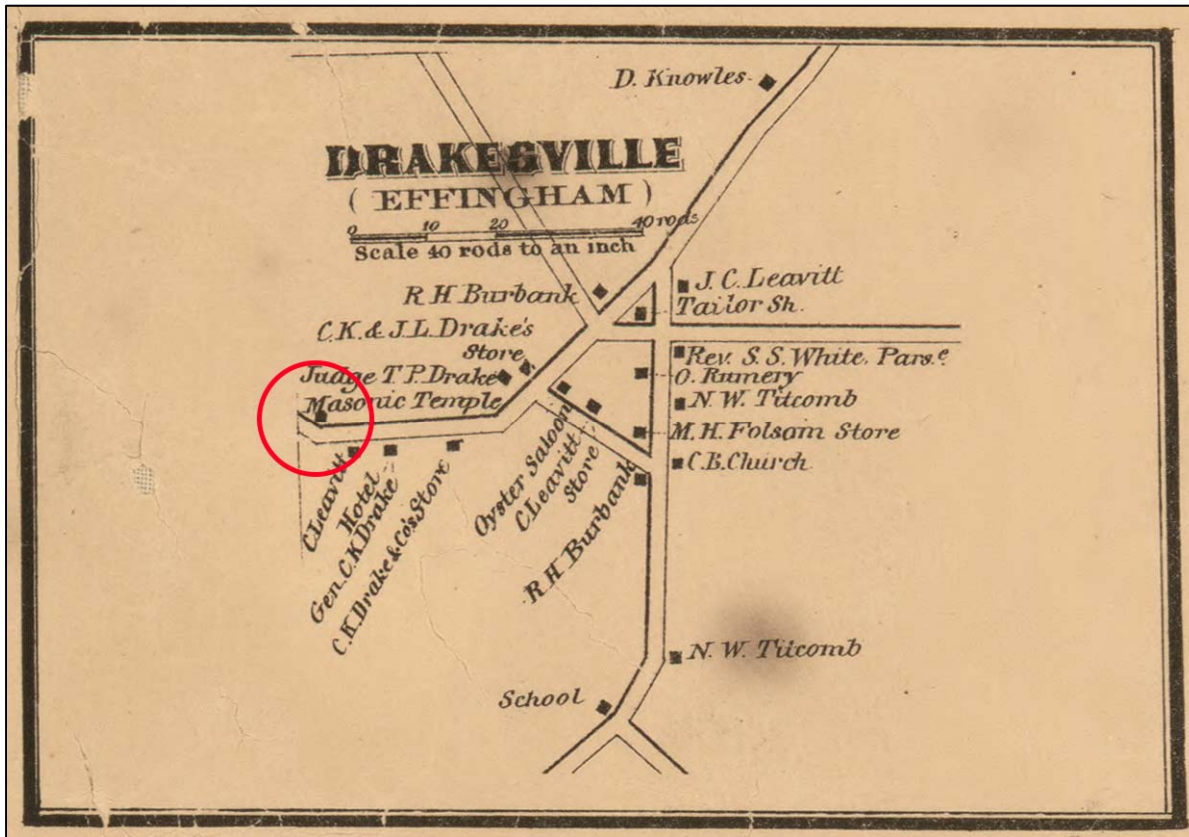 D. Knowles
DRAKESVILLE
( EFFINGHAM )
0 10 20 40 rods
Scale 40 rods to an inch
R H Burbank
J. C. Leavitt
Tailor Sh.
C. K. & J. L. Drake's
Store
Judge T. P. Drake
Masonic Temple
Rev. S. S. White. Pars.e
O. Rumery
N. W. Titcomb
M. H. Folsom Store
C. B. Church
C. Leavitt
Hotel
Gen. C. K. Drake
C. K. Drake & Co's. Store
Oyster Saloon
C. Leavitt
Store
R H Burbank
N. W. Titcomb
School